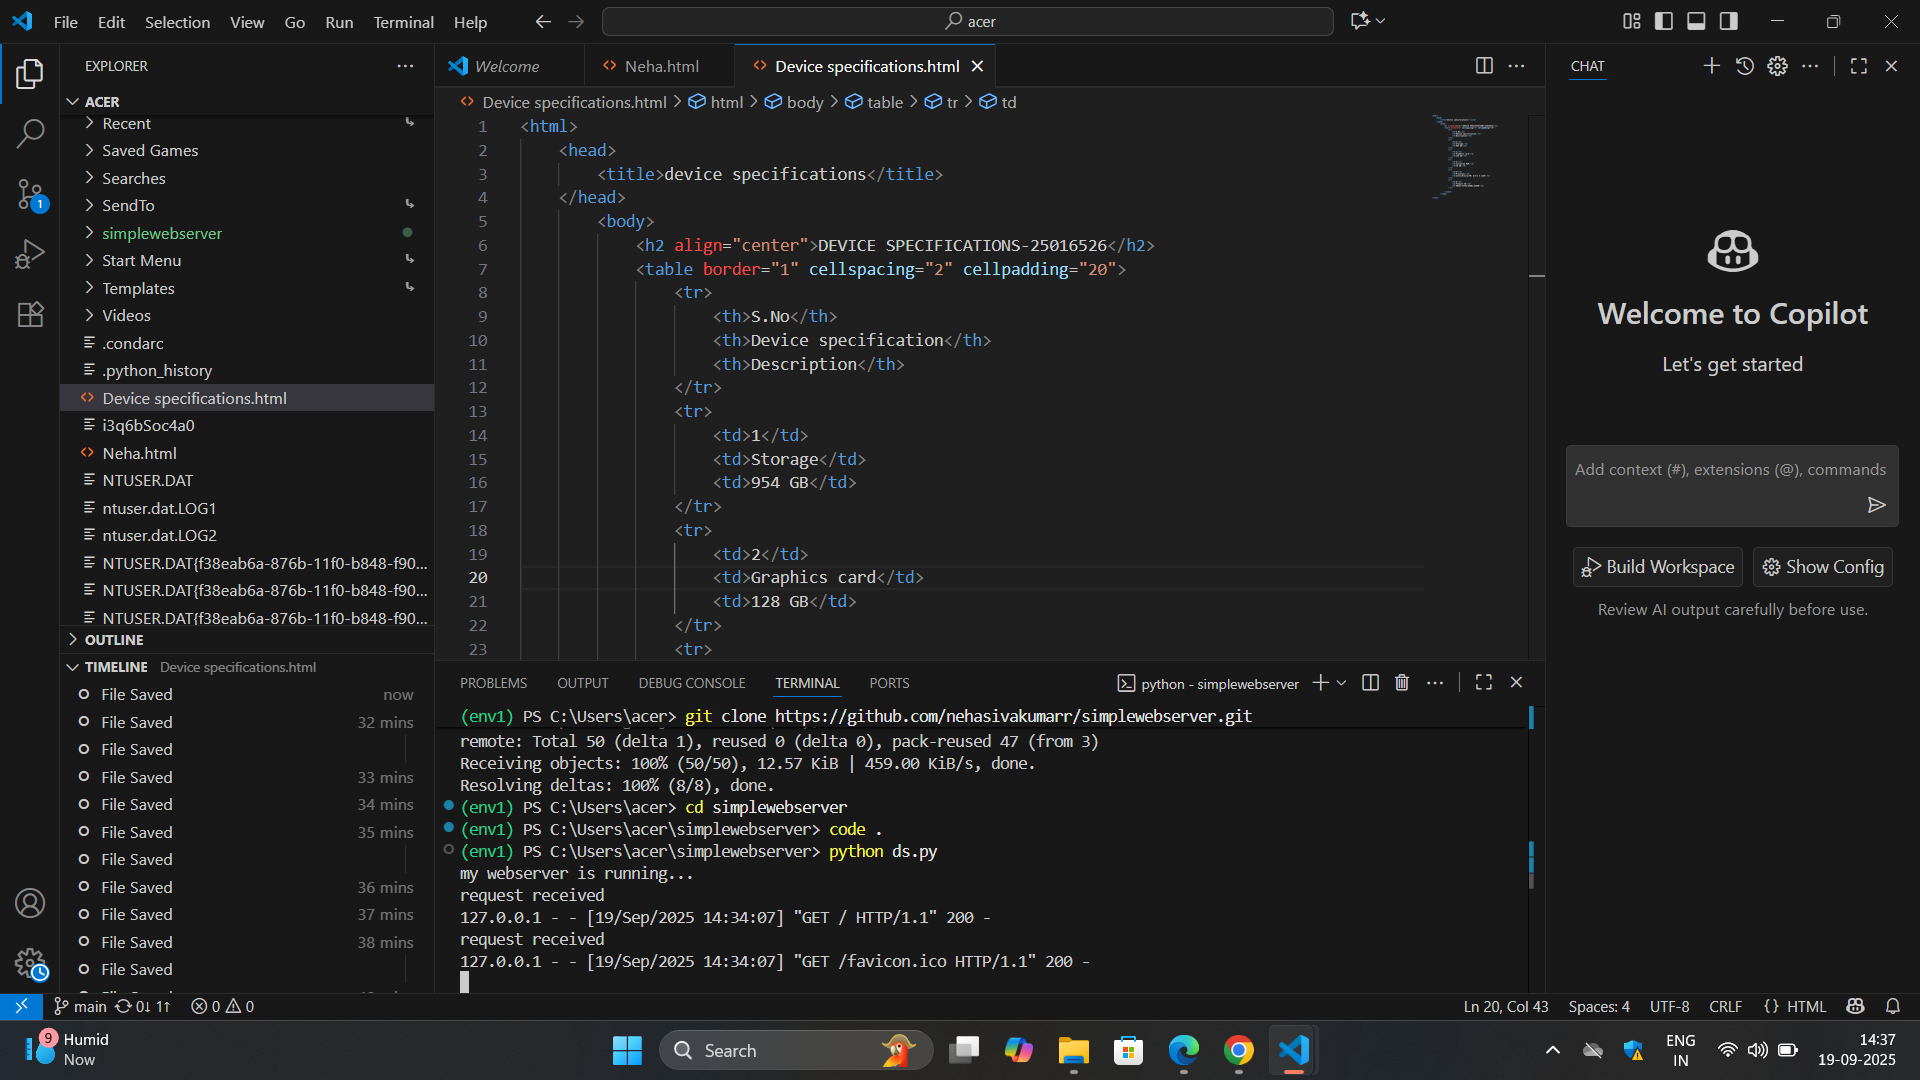 File Edit Selection View Go Run Terminal Help
acer
EXPLORER
ACER
Recent
Saved Games
Searches
SendTo
simplewebserver
Start Menu
Templates
Videos
.condarc
.python_history
Device specifications.html
i3q6bSoc4a0
Neha.html
NTUSER.DAT
ntuser.dat.LOG1
ntuser.dat.LOG2
NTUSER.DAT{f38eab6a-876b-11f0-b848-f90...
NTUSER.DAT{f38eab6a-876b-11f0-b848-f90...
NTUSER.DAT{f38eab6a-876b-11f0-b848-f90...
OUTLINE
TIMELINE Device specifications.html
File Saved now
File Saved 32 mins
File Saved
File Saved 33 mins
File Saved 34 mins
File Saved 35 mins
File Saved
File Saved 36 mins
File Saved 37 mins
File Saved 38 mins
File Saved
1
Welcome
Neha.html
Device specifications.html
Device specifications.html > html > body > table > tr > td
1 <html>
2 <head>
3 <title>device specifications</title>
4 </head>
5 <body>
6 <h2 align="center">DEVICE SPECIFICATIONS-25016526</h2>
7 <table border="1" cellspacing="2" cellpadding="20">
8 <tr>
9 <th>S.No</th>
10 <th>Device specification</th>
11 <th>Description</th>
12 </tr>
13 <tr>
14 <td>1</td>
15 <td>Storage</td>
16 <td>954 GB</td>
17 </tr>
18 <tr>
19 <td>2</td>
20 <td>Graphics card</td>
21 <td>128 GB</td>
22 </tr>
23 <tr>
PROBLEMS OUTPUT DEBUG CONSOLE TERMINAL PORTS
python - simplewebserver
(env1) PS C:\Users\acer> git clone https://github.com/nehasivakumarr/simplewebserver.git
remote: Total 50 (delta 1), reused 0 (delta 0), pack-reused 47 (from 3)
Receiving objects: 100% (50/50), 12.57 KiB | 459.00 KiB/s, done.
Resolving deltas: 100% (8/8), done.
(env1) PS C:\Users\acer> cd simplewebserver
(env1) PS C:\Users\acer\simplewebserver> code .
(env1) PS C:\Users\acer\simplewebserver> python ds.py
my webserver is running...
request received
127.0.0.1 - - [19/Sep/2025 14:34:07] "GET / HTTP/1.1" 200 -
request received
127.0.0.1 - - [19/Sep/2025 14:34:07] "GET /favicon.ico HTTP/1.1" 200 -
CHAT
Welcome to Copilot
Let's get started
Add context (#), extensions (@), commands
Build Workspace
Show Config
Review AI output carefully before use.
main 0↓ 1↑ 0 0
Ln 20, Col 43 Spaces: 4 UTF-8 CRLF {} HTML
9
Humid
Now
Search
ENG
IN
14:37
19-09-2025